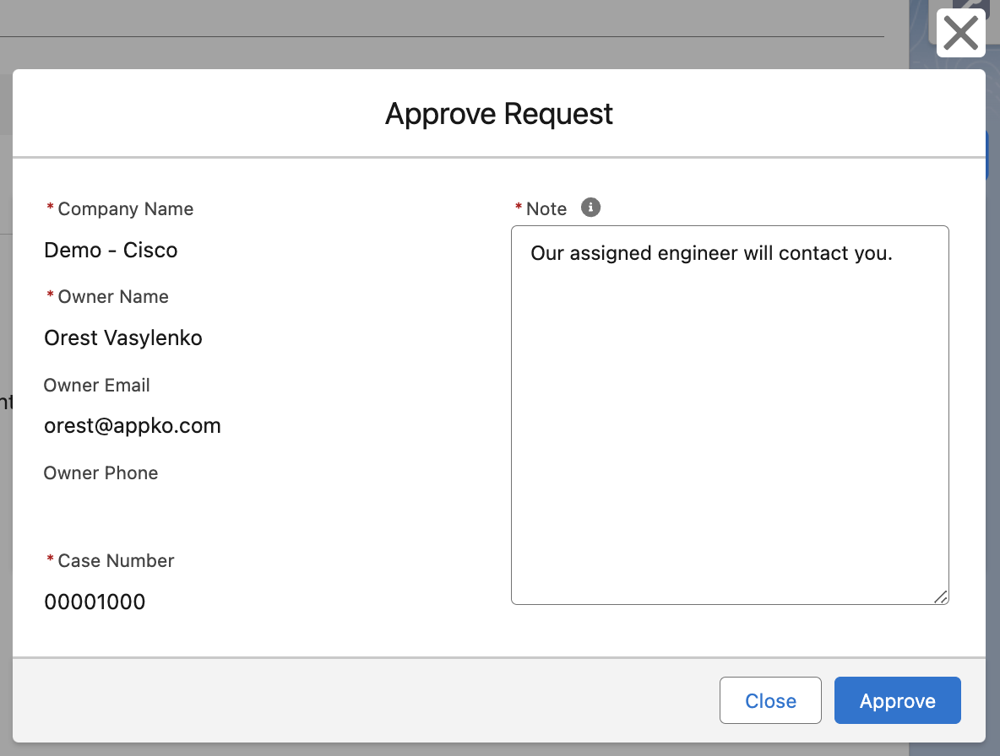 Approve Request
* Company Name
Demo - Cisco
* Owner Name
Orest Vasylenko
Owner Email
orest@appko.com
Owner Phone
* Case Number
00001000
* Note
Our assigned engineer will contact you.
Close
Approve